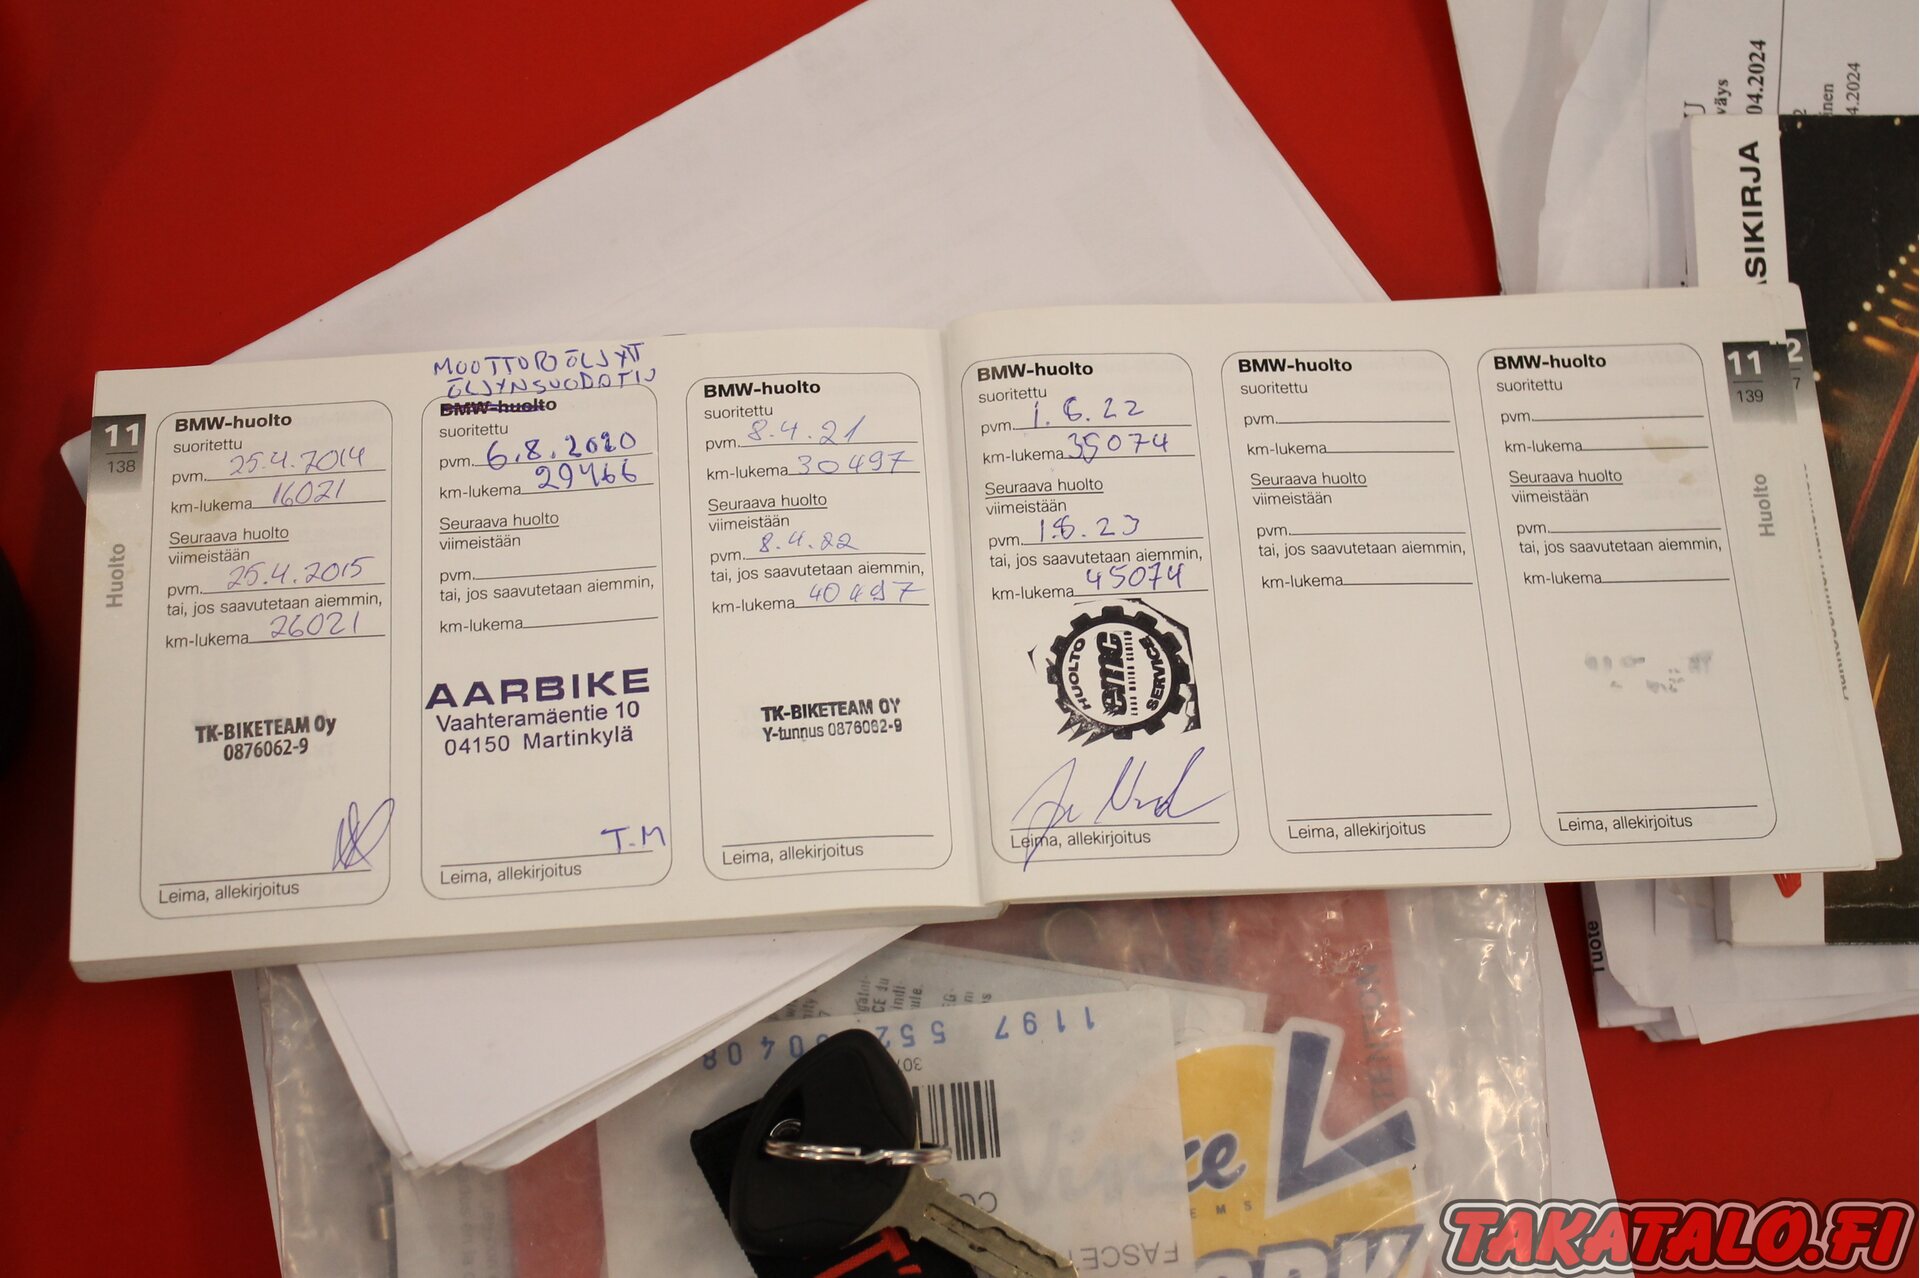 11
138
Huolto
BMW-huolto
suoritettu
pvm. 25.4.2014
km-lukema 16021
Seuraava huolto
viimeistään
pvm. 25.4.2015
tai, jos saavutetaan aiemmin,
km-lukema 26021
TK-BIKETEAM Oy
0876062-9
Leima, allekirjoitus
MOOTTORIÖLJYT
ÖLJYNSUODATIN
BMW-huolto
suoritettu
pvm. 6.8.2020
km-lukema 29466
Seuraava huolto
viimeistään
pvm.
tai, jos saavutetaan aiemmin,
km-lukema
AARBIKE
Vaahteramäentie 10
04150 Martinkylä
T.M
Leima, allekirjoitus
BMW-huolto
suoritettu
pvm. 8.4.21
km-lukema 30497
Seuraava huolto
viimeistään
pvm. 8.4.22
tai, jos saavutetaan aiemmin,
km-lukema 40497
TK-BIKETEAM OY
Y-tunnus 0876062-9
Leima, allekirjoitus
BMW-huolto
suoritettu
pvm. 1.6.22
km-lukema 35074
Seuraava huolto
viimeistään
pvm. 1.6.23
tai, jos saavutetaan aiemmin,
km-lukema 45074
HUOLTO
emc
SERVICE
Leima, allekirjoitus
BMW-huolto
suoritettu
pvm.
km-lukema
Seuraava huolto
viimeistään
pvm.
tai, jos saavutetaan aiemmin,
km-lukema
Leima, allekirjoitus
BMW-huolto
suoritettu
pvm.
km-lukema
Seuraava huolto
viimeistään
pvm.
tai, jos saavutetaan aiemmin,
km-lukema
Leima, allekirjoitus
11
139
Huolto
04.2024
4.2024
SIKIRJA
Tuote
1197 552
0408
TAKATALO.FI